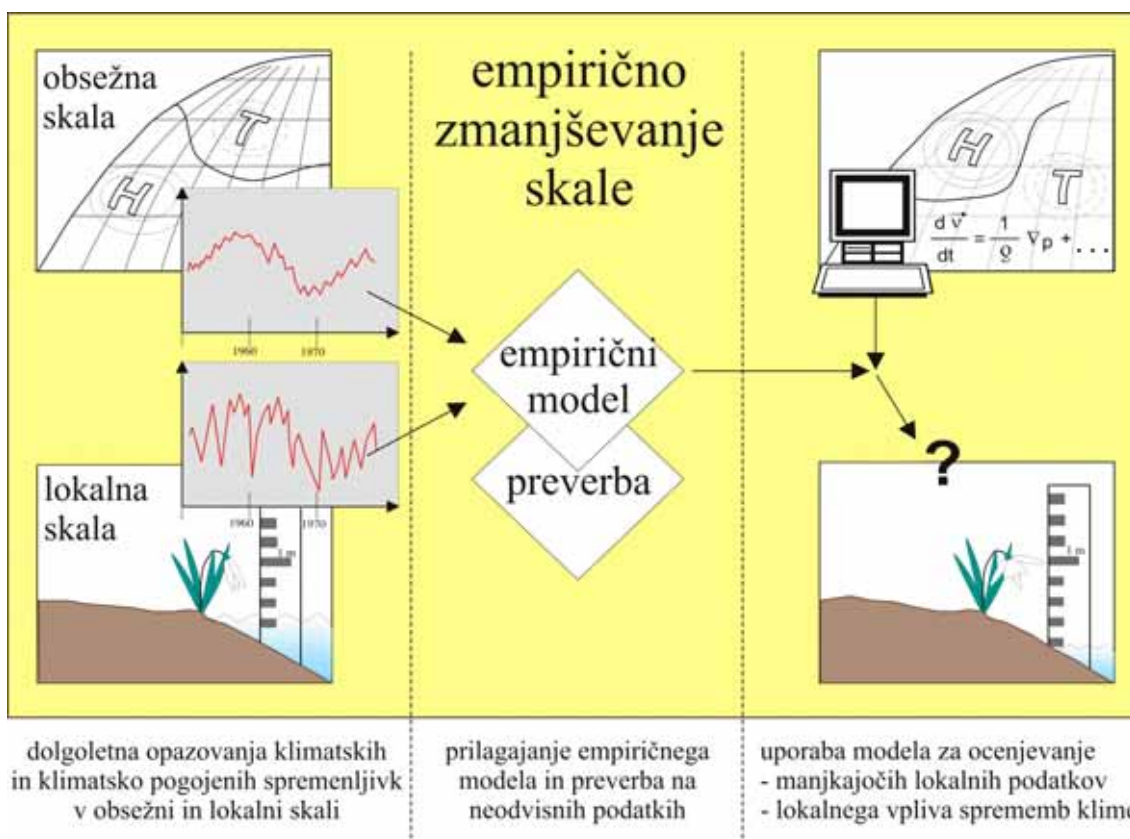 obsežna
skala
H
T
1960
1970
1960
1970
lokalna
skala
1 m
empirično
zmanjševanje
skale
empirični
model
preverba
H
T
d v / dt = 1 / ϱ ∇p + . . .
?
1 m
dolgoletna opazovanja klimatskih
in klimatsko pogojenih spremenljivk
v obsežni in lokalni skali
prilagajanje empiričnega
modela in preverba na
neodvisnih podatkih
uporaba modela za ocenjevanje
- manjkajočih lokalnih podatkov
- lokalnega vpliva sprememb klime